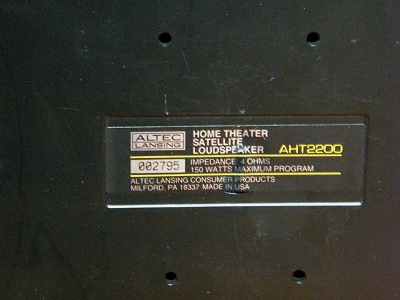 ALTEC
LANSING
HOME THEATER
SATELLITE
LOUDSPEAKER AHT2200
002795
IMPEDANCE 4 OHMS
150 WATTS MAXIMUM PROGRAM
ALTEC LANSING CONSUMER PRODUCTS
MILFORD, PA 18337 MADE IN USA